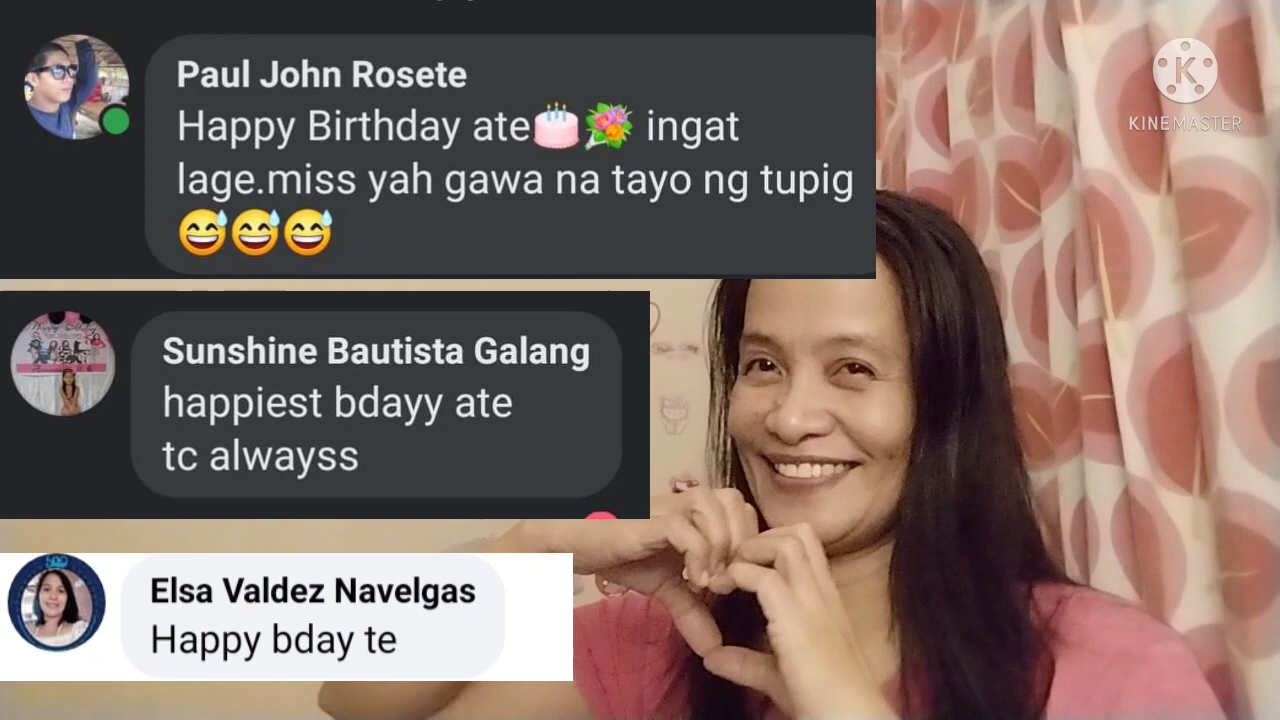 Paul John Rosete
Happy Birthday ate🎂💐 ingat
lage.miss yah gawa na tayo ng tupig
😅😅😅
Sunshine Bautista Galang
happiest bdayy ate
tc alwayss
Elsa Valdez Navelgas
Happy bday te
K
KINEMASTER